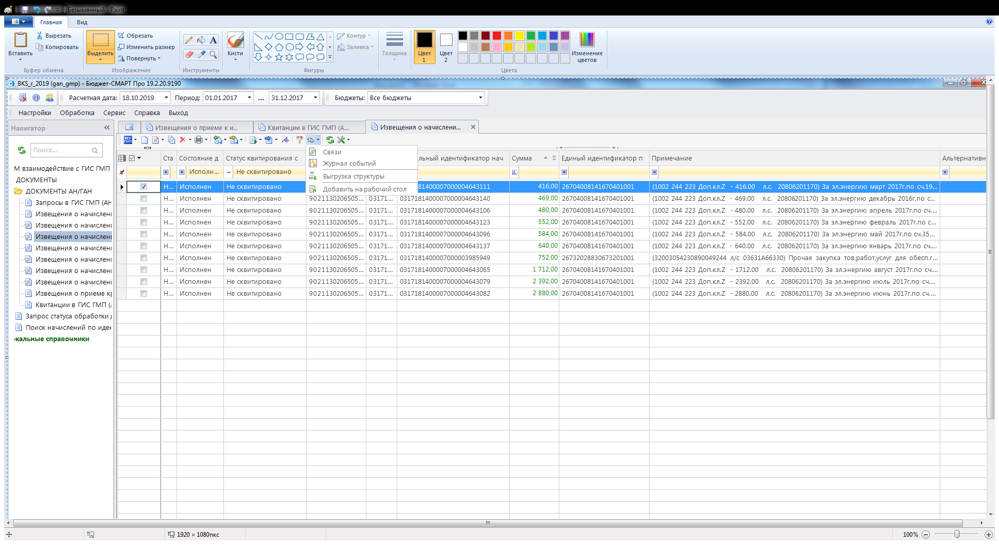 Безымянный - Paint
Главная Вид
Вставить
Вырезать
Копировать
Буфер обмена
Выделить
Обрезать
Изменить размер
Повернуть
Изображение
Инструменты
Кисти
Контур
Заливка
Фигуры
Толщина
Цвет 1
Цвет 2
Изменение цветов
Цвета
BKS_r_2019 (gan_gmp) - Бюджет-СМАРТ Про 19.2.20.9190
Расчетная дата: 18.10.2019 Период: 01.01.2017 ... 31.12.2017 Бюджеты: Все бюджеты
Настройки Обработка Сервис Справка Выход
Навигатор
Поиск...
М взаимодействие с ГИС ГМП
ДОКУМЕНТЫ
ДОКУМЕНТЫ АН/ГАН
Запросы в ГИС ГМП (АН
Извещения о начислен
Извещения о начислен
Извещения о начислен
Извещения о начислен
Извещения о начислен
Извещения о начислен
Извещения о начислен
Извещения о приеме к
Квитанции в ГИС ГМП (
Запрос статуса обработки
Поиск начислений по иден
кальные справочники
Извещения о приеме к и... Квитанции в ГИС ГМП (А... Извещения о начислени...
Связи
Журнал событий
Выгрузка структуры
Добавить на рабочий стол
Ста Состояние д Статус квитирования с льный идентификатор нач Сумма Единый идентификатор п Примечание Альтернативн
Исполн... Не сквитировано
Н... Исполнен Не сквитировано 81400007000004643111 416,00 26704008141670401001 (1002 244 223 Доп.кл.Z - 416.00 л.с. 20806201170) За эл.энергию март 2017г.по сч.19...
Н... Исполнен Не сквитировано 9021130206505... 03171... 0317181400007000004643140 469,00 26704008141670401001 (1002 244 223 Доп.кл.Z - 469.00 л.с. 20806201170) За эл.энергию декабрь 2016г.по с...
Н... Исполнен Не сквитировано 9021130206505... 03171... 0317181400007000004643106 480,00 26704008141670401001 (1002 244 223 Доп.кл.Z - 480.00 л.с. 20806201170) За эл.энергию апрель 2017г.по сч....
Н... Исполнен Не сквитировано 9021130206505... 03171... 0317181400007000004643123 552,00 26704008141670401001 (1002 244 223 Доп.кл.Z - 552.00 л.с. 20806201170) За эл.энергию февраль 2017г.по с...
Н... Исполнен Не сквитировано 9021130206505... 03171... 0317181400007000004643096 584,00 26704008141670401001 (1002 244 223 Доп.кл.Z - 584.00 л.с. 20806201170) За эл.энергию май 2017г.по сч.35...
Н... Исполнен Не сквитировано 9021130206505... 03171... 0317181400007000004643137 640,00 26704008141670401001 (1002 244 223 Доп.кл.Z - 640.00 л.с. 20806201170) За эл.энергию январь 2017г.по сч...
Н... Исполнен Не сквитировано 9021130206505... 03171... 0317181400007000003985949 752,00 26732028830673201001 (32003054230890049244 л/с 03631А66330) Прочая закупка тов,работ,услуг для обесп.г...
Н... Исполнен Не сквитировано 9021130206505... 03171... 0317181400007000004643065 1 712,00 26704008141670401001 (1002 244 223 Доп.кл.Z - 1712.00 л.с. 20806201170) За эл.энергию август 2017г.по сч....
Н... Исполнен Не сквитировано 9021130206505... 03171... 0317181400007000004643079 2 392,00 26704008141670401001 (1002 244 223 Доп.кл.Z - 2392.00 л.с. 20806201170) За эл.энергию июль 2017г.по сч....
Н... Исполнен Не сквитировано 9021130206505... 03171... 0317181400007000004643082 2 880,00 26704008141670401001 (1002 244 223 Доп.кл.Z - 2880.00 л.с. 20806201170) За эл.энергию июнь 2017г.по сч....
1920 × 1080пкс 100%